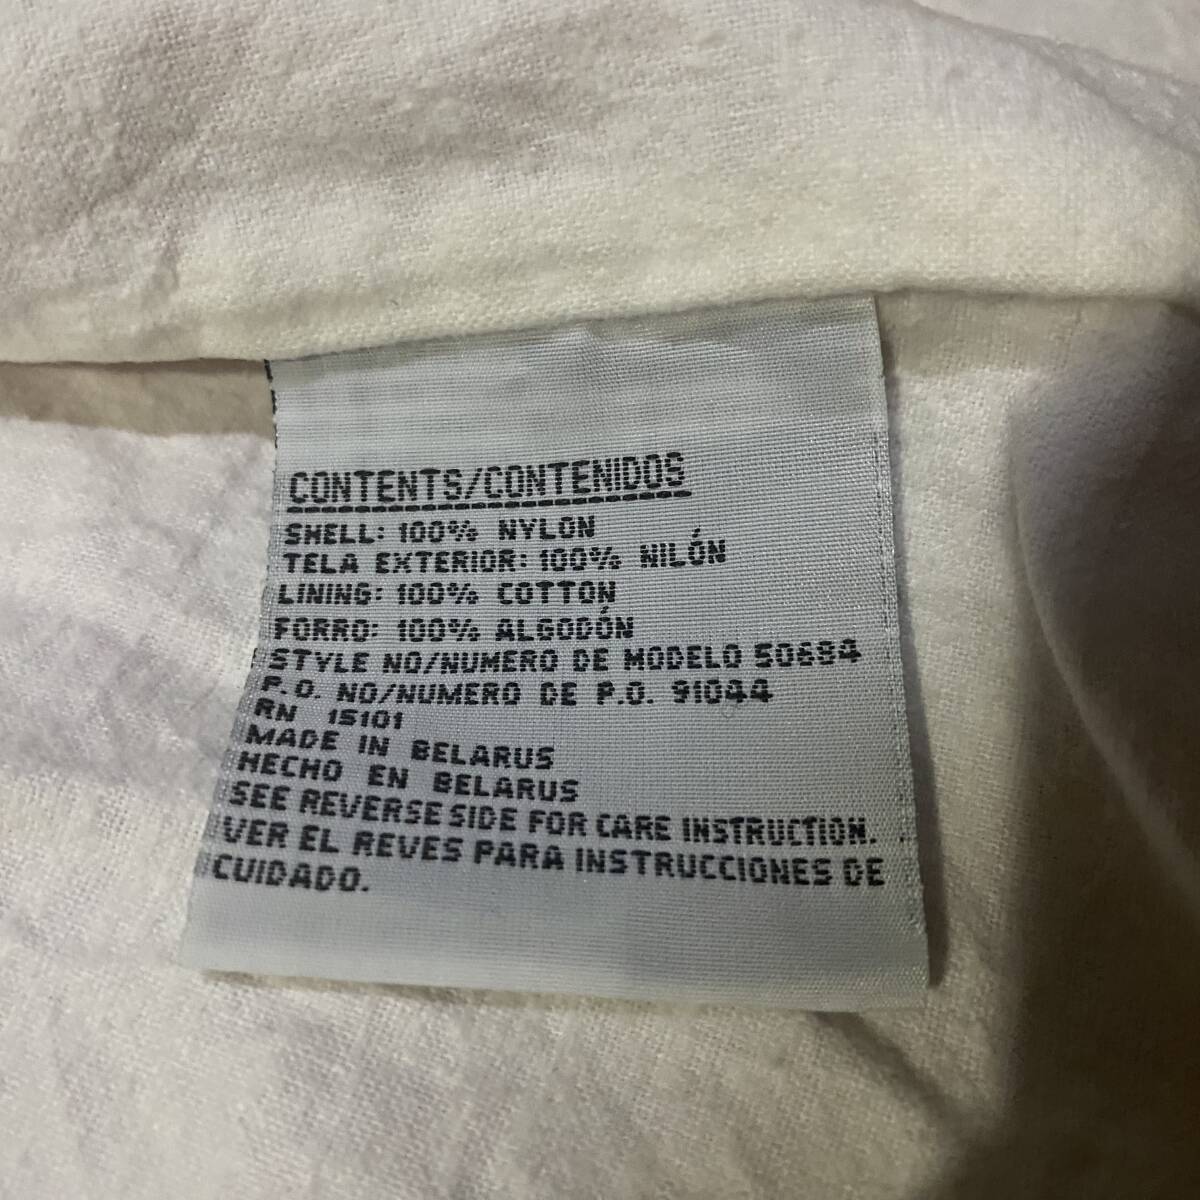 CONTENTS/CONTENIDOS
SHELL: 100% NYLON
TELA EXTERIOR: 100% NILÓN
LINING: 100% COTTON
FORRO: 100% ALGODÓN
STYLE NO/NUMERO DE MODELO 50684
P.O. NO/NUMERO DE P.O. 91044
RN 15101
MADE IN BELARUS
HECHO EN BELARUS
SEE REVERSE SIDE FOR CARE INSTRUCTION.
VER EL REVES PARA INSTRUCCIONES DE
CUIDADO.